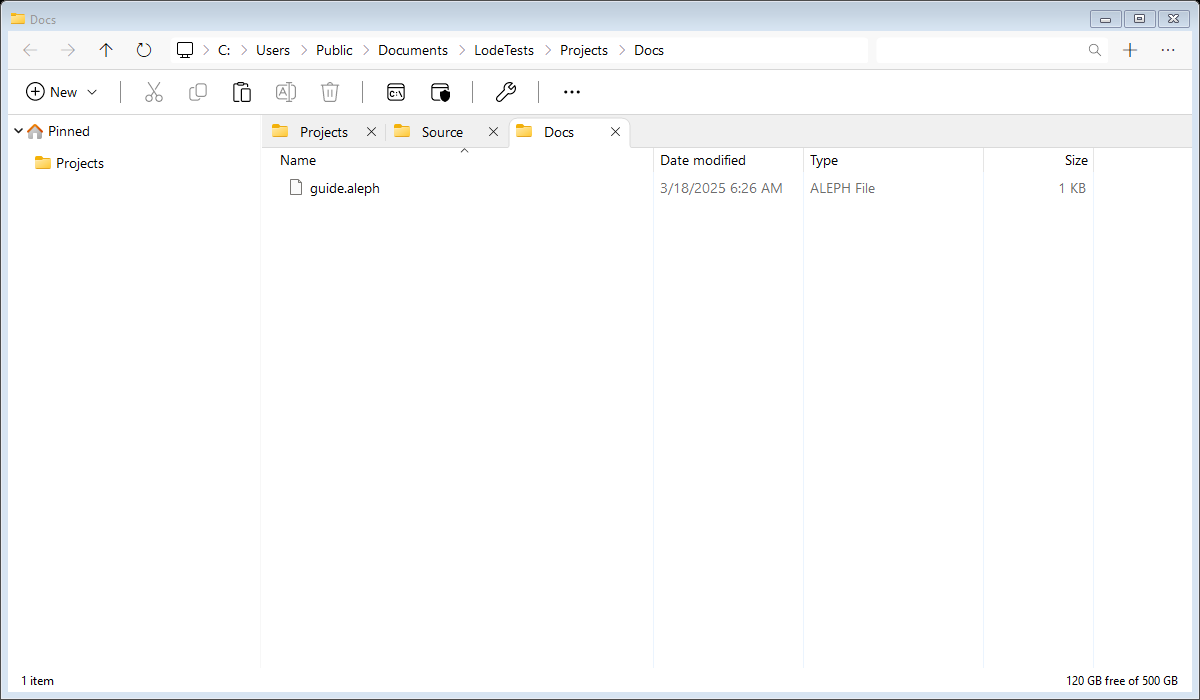 Docs
C: Users Public Documents LodeTests Projects Docs
New
Pinned
Projects
Projects Source Docs
Name Date modified Type Size
guide.aleph 3/18/2025 6:26 AM ALEPH File 1 KB
1 item 120 GB free of 500 GB